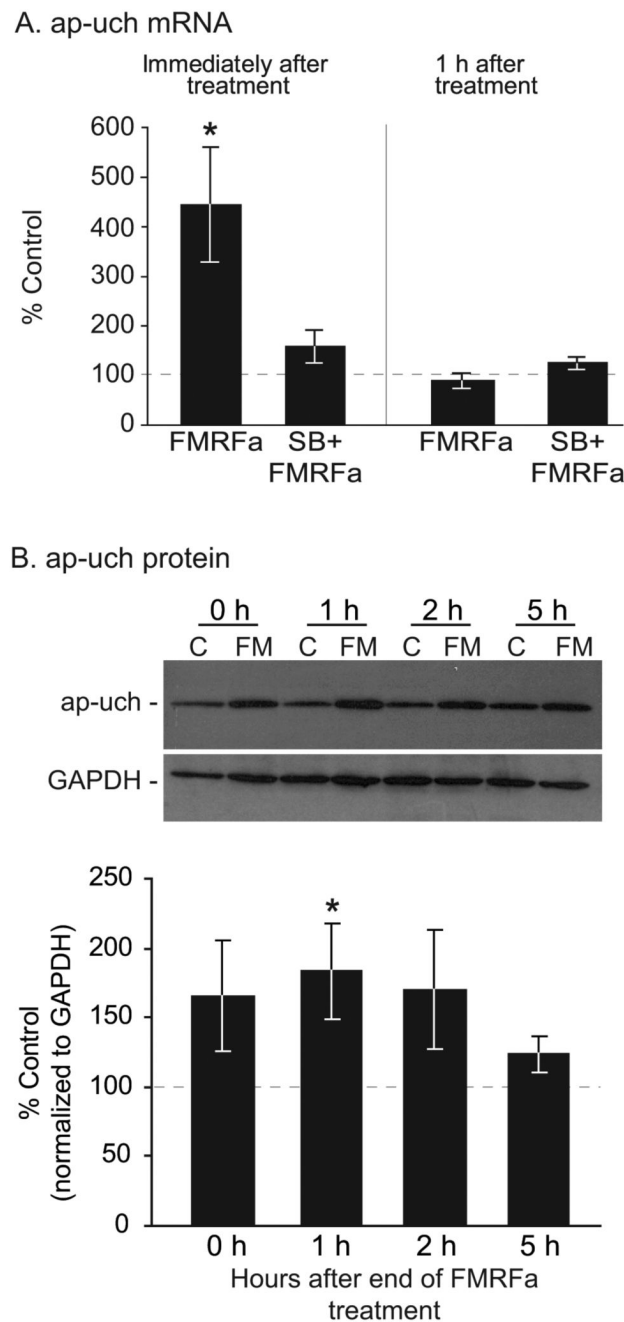 A. ap-uch mRNA
Immediately after
treatment
1 h after
treatment
600
500
400
300
200
100
0
% Control
*
FMRFa
SB+
FMRFa
FMRFa
SB+
FMRFa
B. ap-uch protein
0 h 1 h 2 h 5 h
C FM C FM C FM C FM
ap-uch -
GAPDH -
250
200
150
100
50
0
% Control
(normalized to GAPDH)
*
0 h 1 h 2 h 5 h
Hours after end of FMRFa
treatment